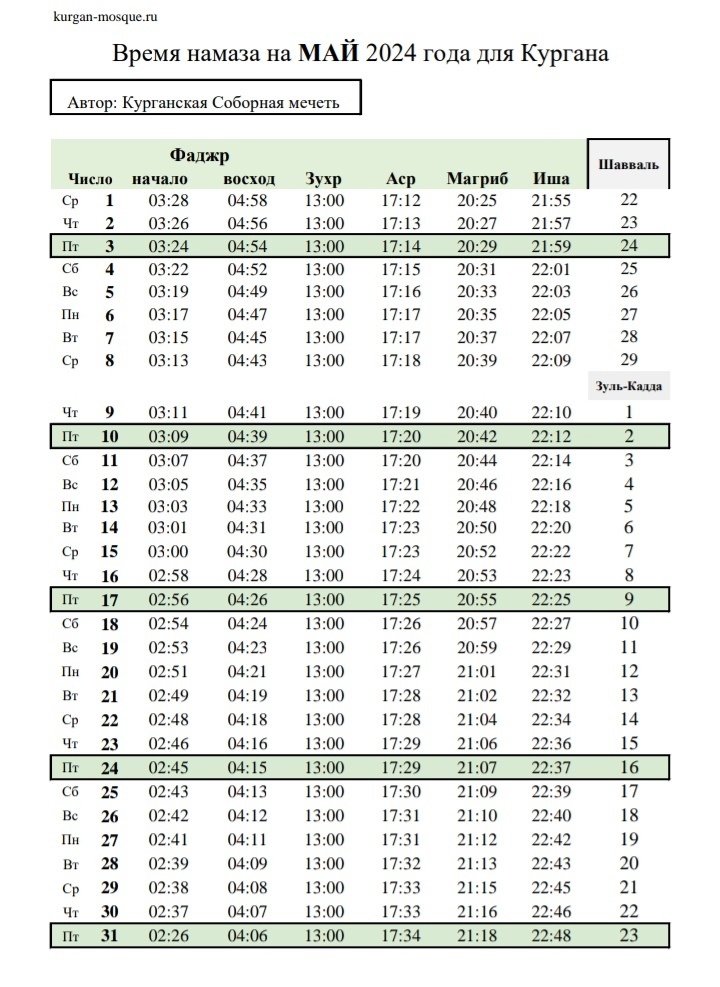 kurgan-mosque.ru
Время намаза на МАЙ 2024 года для Кургана
Автор: Курганская Соборная мечеть
Фаджр Шавваль
Число начало восход Зухр Аср Магриб Иша
Ср 1 03:28 04:58 13:00 17:12 20:25 21:55 22
Чт 2 03:26 04:56 13:00 17:13 20:27 21:57 23
Пт 3 03:24 04:54 13:00 17:14 20:29 21:59 24
Сб 4 03:22 04:52 13:00 17:15 20:31 22:01 25
Вс 5 03:19 04:49 13:00 17:16 20:33 22:03 26
Пн 6 03:17 04:47 13:00 17:17 20:35 22:05 27
Вт 7 03:15 04:45 13:00 17:17 20:37 22:07 28
Ср 8 03:13 04:43 13:00 17:18 20:39 22:09 29
Зуль-Кадда
Чт 9 03:11 04:41 13:00 17:19 20:40 22:10 1
Пт 10 03:09 04:39 13:00 17:20 20:42 22:12 2
Сб 11 03:07 04:37 13:00 17:20 20:44 22:14 3
Вс 12 03:05 04:35 13:00 17:21 20:46 22:16 4
Пн 13 03:03 04:33 13:00 17:22 20:48 22:18 5
Вт 14 03:01 04:31 13:00 17:23 20:50 22:20 6
Ср 15 03:00 04:30 13:00 17:23 20:52 22:22 7
Чт 16 02:58 04:28 13:00 17:24 20:53 22:23 8
Пт 17 02:56 04:26 13:00 17:25 20:55 22:25 9
Сб 18 02:54 04:24 13:00 17:26 20:57 22:27 10
Вс 19 02:53 04:23 13:00 17:26 20:59 22:29 11
Пн 20 02:51 04:21 13:00 17:27 21:01 22:31 12
Вт 21 02:49 04:19 13:00 17:28 21:02 22:32 13
Ср 22 02:48 04:18 13:00 17:28 21:04 22:34 14
Чт 23 02:46 04:16 13:00 17:29 21:06 22:36 15
Пт 24 02:45 04:15 13:00 17:29 21:07 22:37 16
Сб 25 02:43 04:13 13:00 17:30 21:09 22:39 17
Вс 26 02:42 04:12 13:00 17:31 21:10 22:40 18
Пн 27 02:41 04:11 13:00 17:31 21:12 22:42 19
Вт 28 02:39 04:09 13:00 17:32 21:13 22:43 20
Ср 29 02:38 04:08 13:00 17:33 21:15 22:45 21
Чт 30 02:37 04:07 13:00 17:33 21:16 22:46 22
Пт 31 02:26 04:06 13:00 17:34 21:18 22:48 23